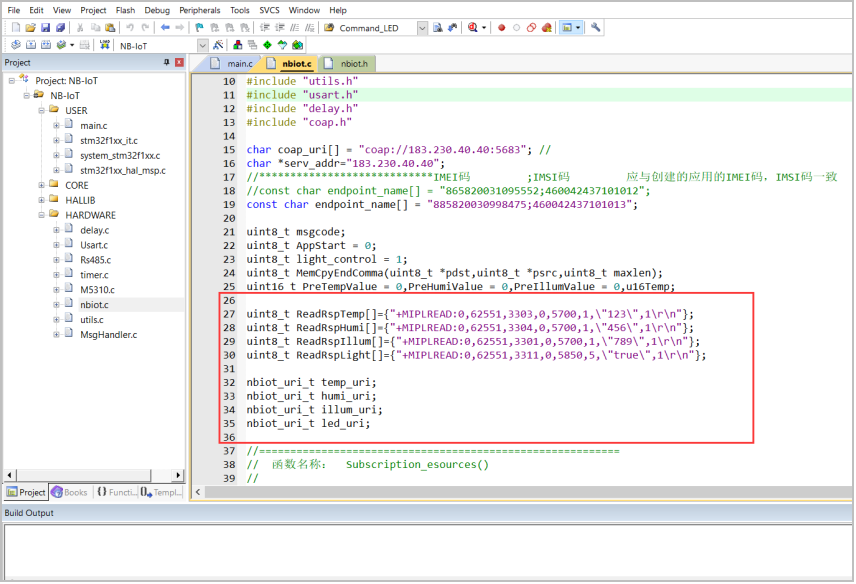 File Edit View Project Flash Debug Peripherals Tools SVCS Window Help
Command_LED
LOAD NB-IoT
Project
main.c nbiot.c nbiot.h
Project: NB-IoT
NB-IoT
USER
main.c
stm32f1xx_it.c
system_stm32f1xx.c
stm32f1xx_hal_msp.c
CORE
HALLIB
HARDWARE
delay.c
Usart.c
Rs485.c
timer.c
M5310.c
nbiot.c
utils.c
MsgHandler.c
Project Books {} Functi... Templ...
10 #include "utils.h"
11 #include "usart.h"
12 #include "delay.h"
13 #include "coap.h"
14
15 char coap_uri[] = "coap://183.230.40.40:5683"; //
16 char *serv_addr="183.230.40.40";
17 //****************************IMEI码 ;IMSI码 应与创建的应用的IMEI码，IMSI码一致
18 //const char endpoint_name[] = "865820031095552;460042437101012";
19 const char endpoint_name[] = "885820030998475;460042437101013";
20
21 uint8_t msgcode;
22 uint8_t AppStart = 0;
23 uint8_t light_control = 1;
24 uint8_t MemCpyEndComma(uint8_t *pdst,uint8_t *psrc,uint8_t maxlen);
25 uint16_t PreTempValue = 0,PreHumiValue = 0,PreIllumValue = 0,u16Temp;
26
27 uint8_t ReadRspTemp[]={"+MIPLREAD:0,62551,3303,0,5700,1,\"123\",1\r\n"};
28 uint8_t ReadRspHumi[]={"+MIPLREAD:0,62551,3304,0,5700,1,\"456\",1\r\n"};
29 uint8_t ReadRspIllum[]={"+MIPLREAD:0,62551,3301,0,5700,1,\"789\",1\r\n"};
30 uint8_t ReadRspLight[]={"+MIPLREAD:0,62551,3311,0,5850,5,\"true\",1\r\n"};
31
32 nbiot_uri_t temp_uri;
33 nbiot_uri_t humi_uri;
34 nbiot_uri_t illum_uri;
35 nbiot_uri_t led_uri;
36
37 //==========================================================
38 // 函数名称： Subscription_esources()
39 //
Build Output